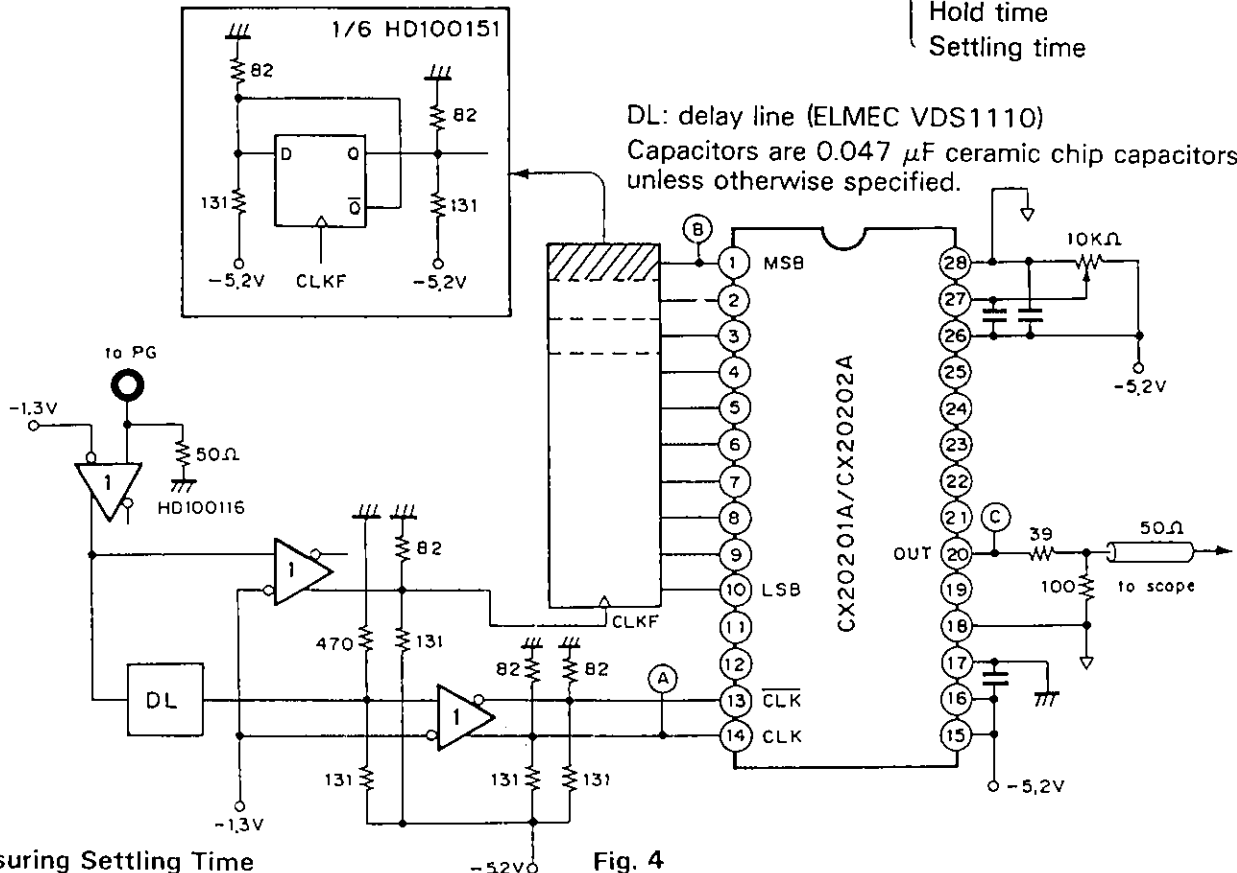 Hold time
Settling time
1/6 HD100151
82
82
D
Q
Q̅
131
131
-5.2V
CLKF
-5.2V
DL: delay line (ELMEC VDS1110)
Capacitors are 0.047 μF ceramic chip capacitors
unless otherwise specified.
B
1
MSB
2
3
4
5
6
7
8
9
10
LSB
11
12
13
C̅L̅K̅
14
CLK
28
27
26
25
24
23
22
21
20
OUT
19
18
17
16
15
CX20201A/CX20202A
10KΩ
-5.2V
C
39
50Ω
100
to scope
-5.2V
to PG
-1.3V
50Ω
1
HD100116
1
82
470
131
CLKF
DL
82
82
A
1
131
131
131
-1.3V
-5.2V
suring Settling Time
Fig. 4